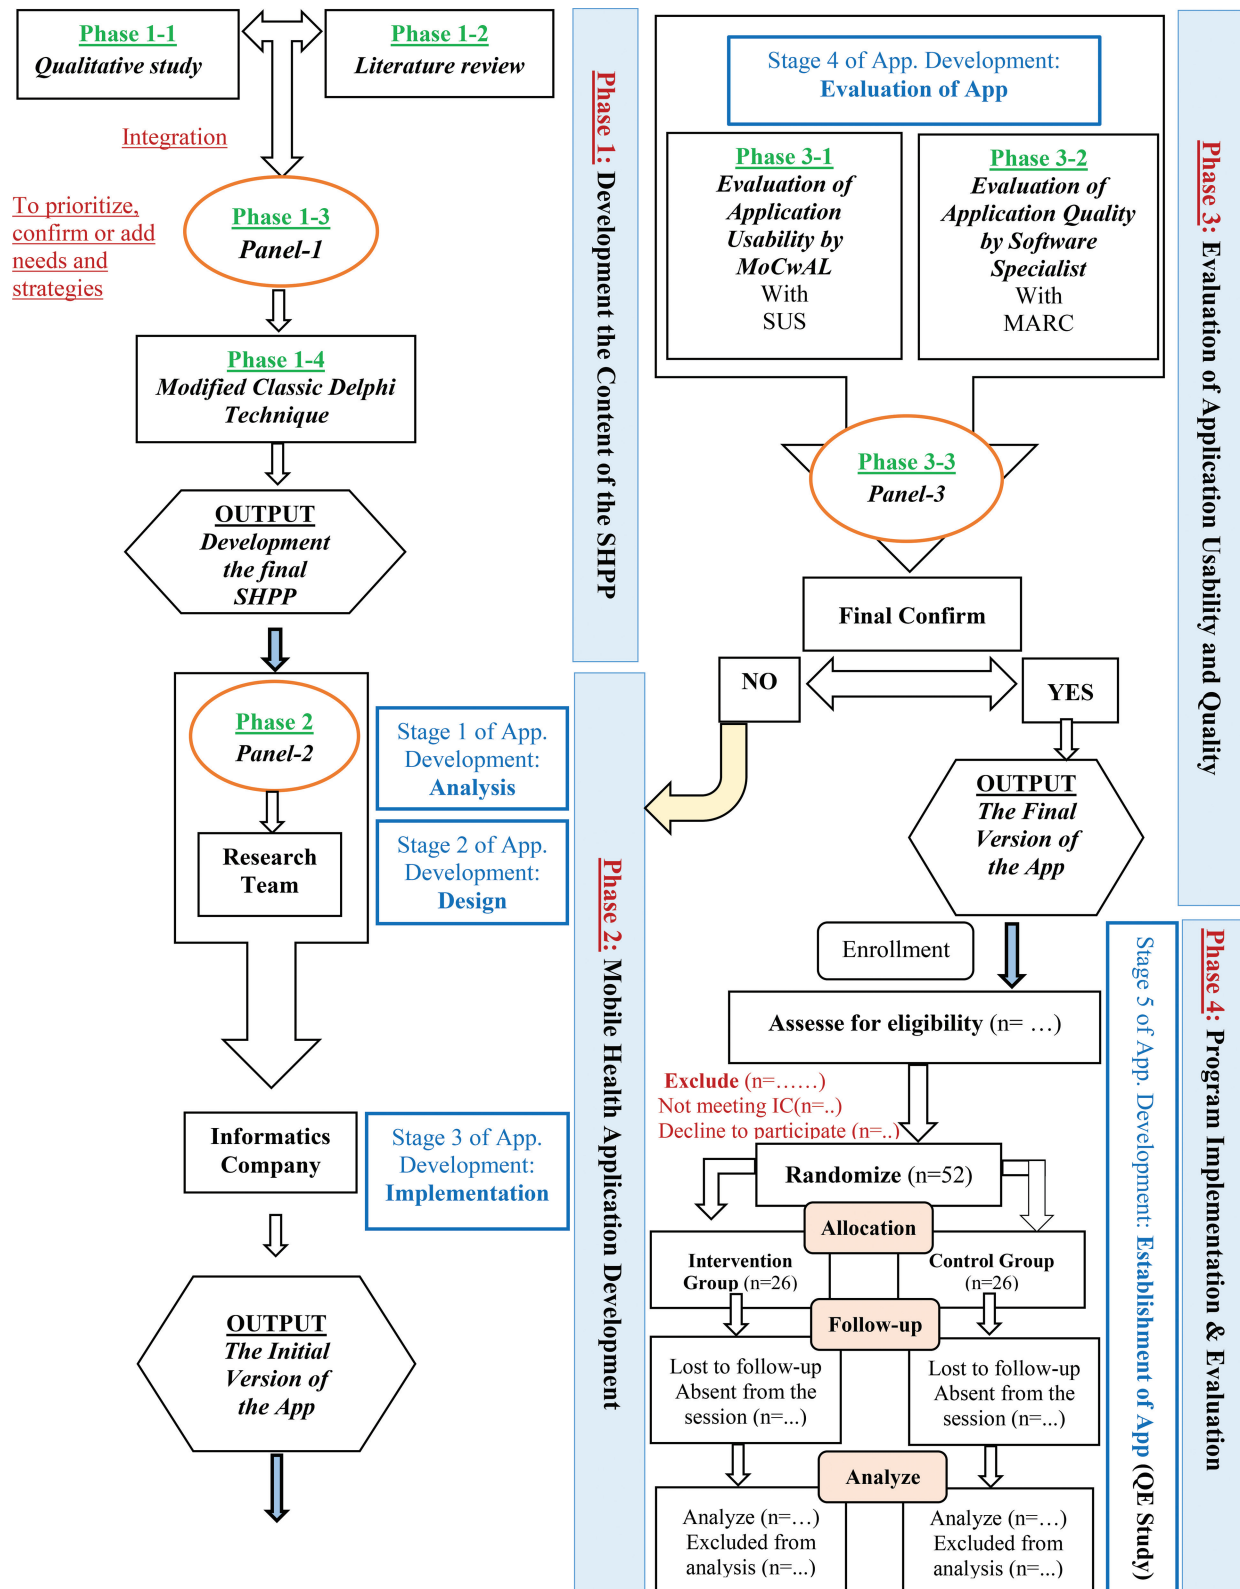 Phase 1-1
Qualitative study
Phase 1-2
Literature review
Integration
To prioritize,
confirm or add
needs and
strategies
Phase 1-3
Panel-1
Phase 1-4
Modified Classic Delphi
Technique
OUTPUT
Development
the final
SHPP
Phase 1: Development the Content of the SHPP
Phase 2
Panel-2
Research
Team
Stage 1 of App.
Development:
Analysis
Stage 2 of App.
Development:
Design
Informatics
Company
Stage 3 of App.
Development:
Implementation
OUTPUT
The Initial
Version of
the App
Phase 2: Mobile Health Application Development
Stage 4 of App. Development:
Evaluation of App
Phase 3-1
Evaluation of
Application
Usability by
MoCwAL
With
SUS
Phase 3-2
Evaluation of
Application Quality
by Software
Specialist
With
MARC
Phase 3-3
Panel-3
Final Confirm
NO
YES
OUTPUT
The Final
Version of
the App
Phase 3: Evaluation of Application Usability and Quality
Enrollment
Assesse for eligibility (n= …)
Exclude (n=……)
Not meeting IC(n=..)
Decline to participate (n=..)
Randomize (n=52)
Allocation
Intervention
Group (n=26)
Control Group
(n=26)
Follow-up
Lost to follow-up
Absent from the
session (n=...)
Lost to follow-up
Absent from the
session (n=...)
Analyze
Analyze (n=…)
Excluded from
analysis (n=...)
Analyze (n=…)
Excluded from
analysis (n=...)
Stage 5 of App. Development: Establishment of App (QE Study)
Phase 4: Program Implementation & Evaluation